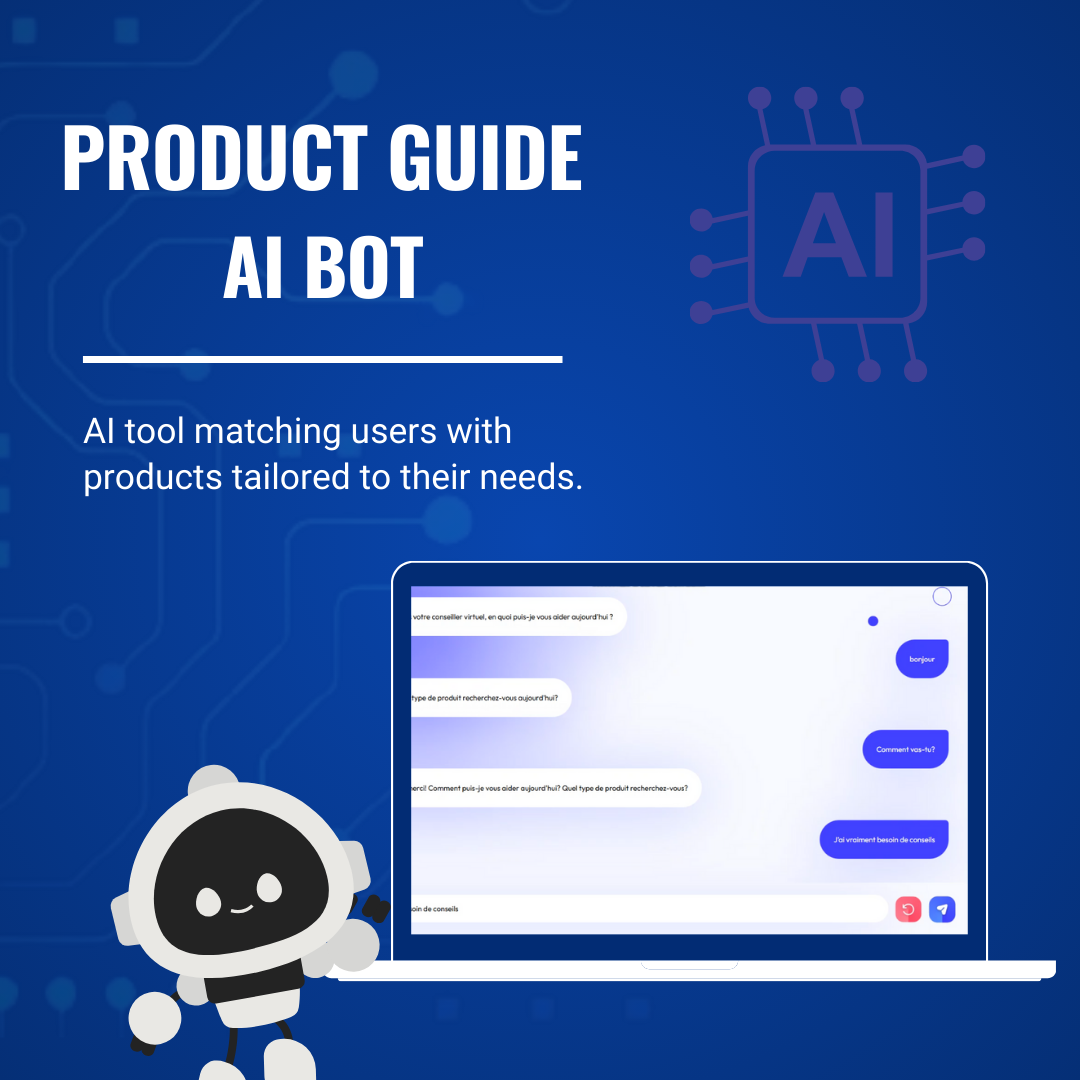 PRODUCT GUIDE
AI BOT
AI
AI tool matching users with
products tailored to their needs.
votre conseiller virtuel, en quoi puis-je vous aider aujourd'hui ?
bonjour
type de produit recherchez-vous aujourd'hui?
Comment vas-tu?
Comment puis-je vous aider aujourd'hui? Quel type de produit recherchez-vous?
J'ai vraiment besoin de conseils
de conseils